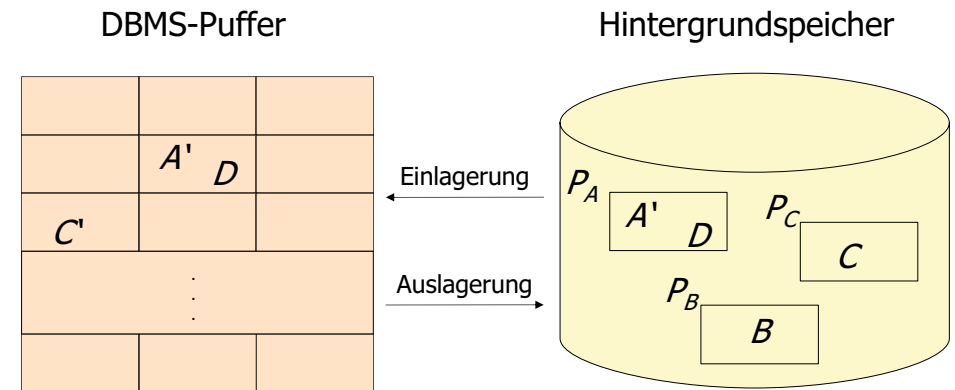 DBMS-Puffer
Hintergrundspeicher
A' D
C'
.
.
.
Einlagerung
Auslagerung
P_A
A' D
P_C
C
P_B
B